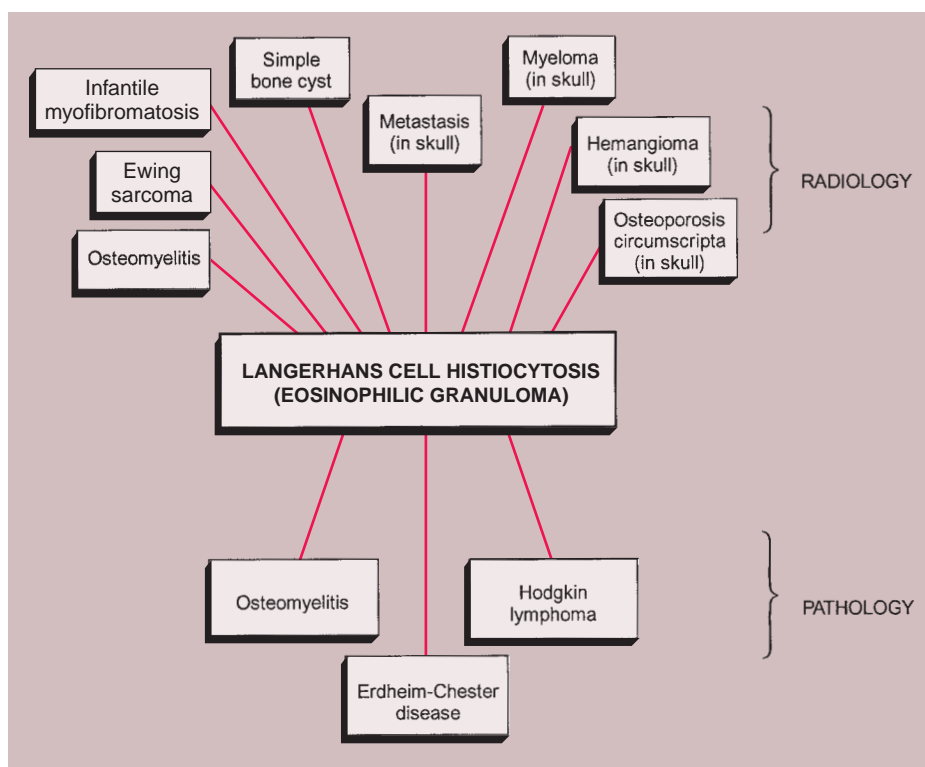 Simple
bone cyst
Myeloma
(in skull)
Infantile
myofibromatosis
Metastasis
(in skull)
Hemangioma
(in skull)
RADIOLOGY
Ewing
sarcoma
Osteoporosis
circumscripta
(in skull)
Osteomyelitis
LANGERHANS CELL HISTIOCYTOSIS
(EOSINOPHILIC GRANULOMA)
Osteomyelitis
Hodgkin
lymphoma
PATHOLOGY
Erdheim-Chester
disease